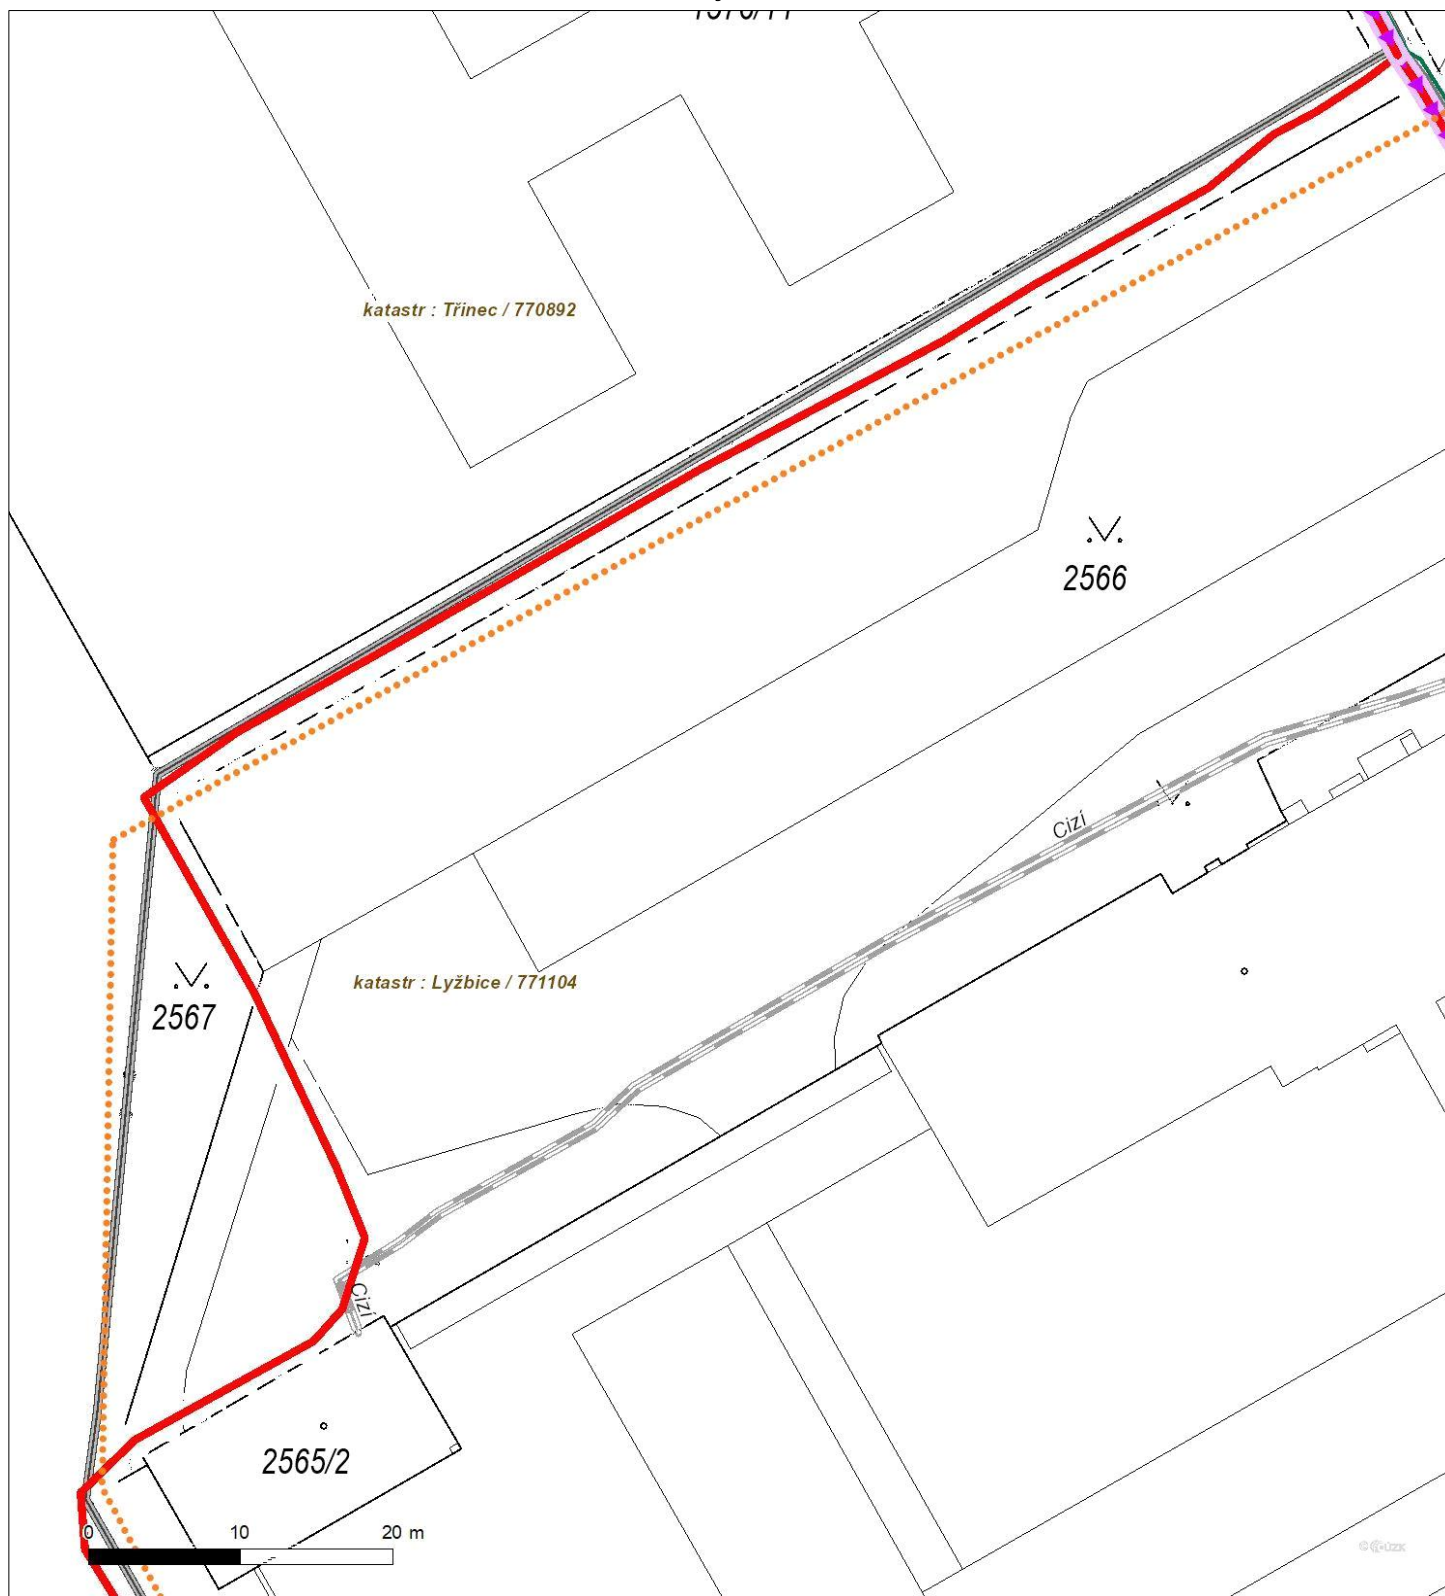 katastr : Třinec / 770892
2566
Cizí
katastr : Lyžbice / 771104
2567
Cizí
2565/2
0 10 20 m